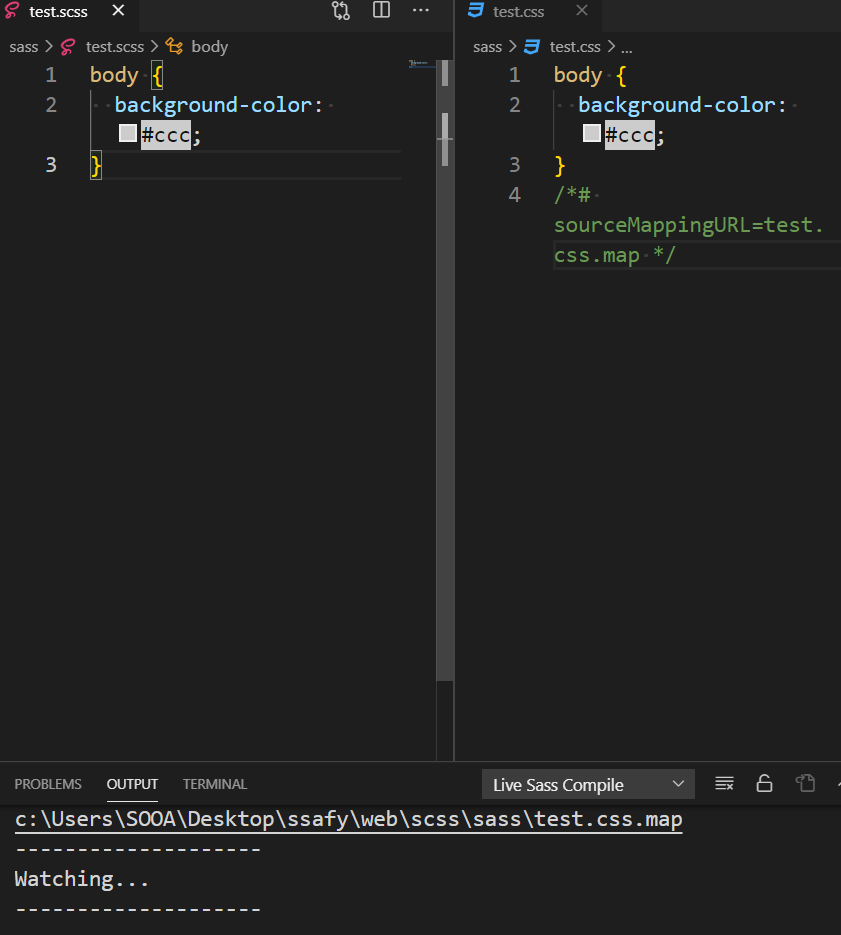 test.scss
test.css
sass > test.scss > body
sass > test.css > ...
1 body {
2 background-color:
#ccc;
3 }
1 body {
2 background-color:
#ccc;
3 }
4 /*#
sourceMappingURL=test.
css.map */
PROBLEMS OUTPUT TERMINAL Live Sass Compile
c:\Users\SOOA\Desktop\ssafy\web\scss\sass\test.css.map
--------------------
Watching...
--------------------